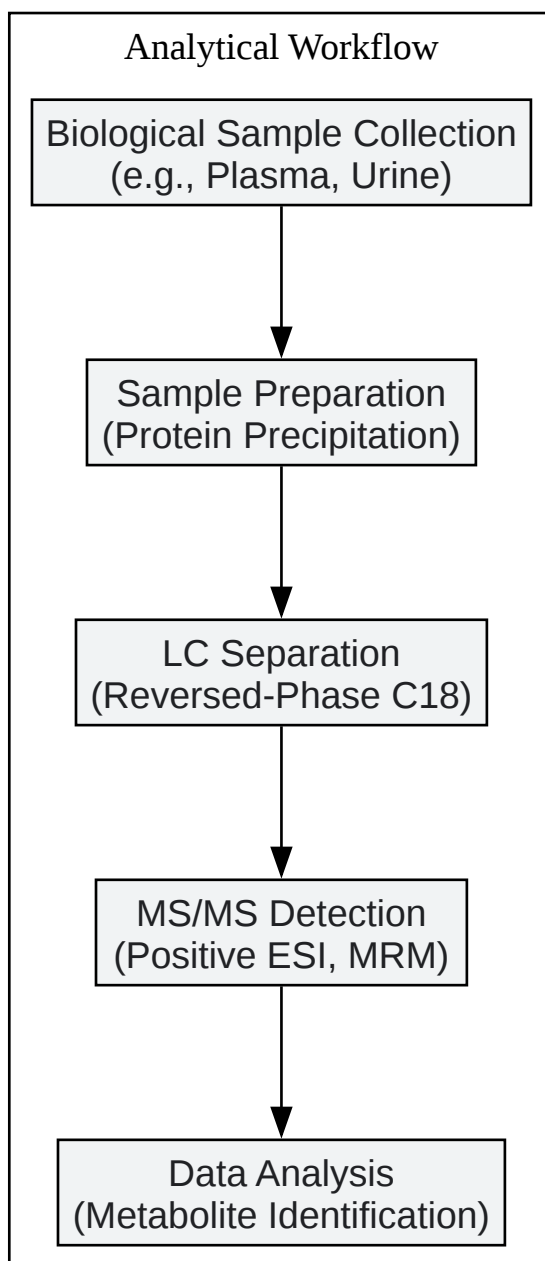 Analytical Workflow
Biological Sample Collection
(e.g., Plasma, Urine)
Sample Preparation
(Protein Precipitation)
LC Separation
(Reversed-Phase C18)
MS/MS Detection
(Positive ESI, MRM)
Data Analysis
(Metabolite Identification)